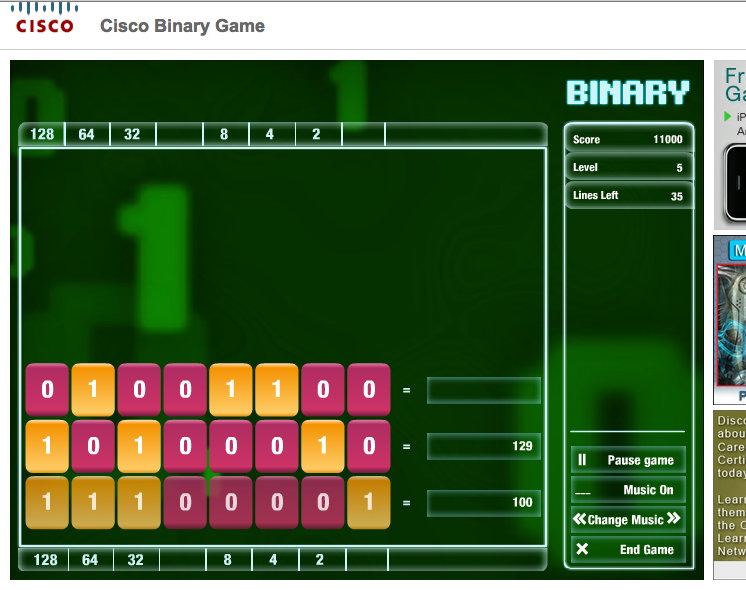 CISCO Cisco Binary Game
BINARY
128 64 32 8 4 2
Score 11000
Level 5
Lines Left 35
0 1 0 0 1 1 0 0 =
1 0 1 0 0 0 1 0 = 129
1 1 1 0 0 0 0 1 = 100
128 64 32 8 4 2
Pause game
Music On
Change Music
End Game
Fr
Ga
iP
A
M
P
Disco
abou
Care
Certi
today
Learn
them
the C
Learn
Netw